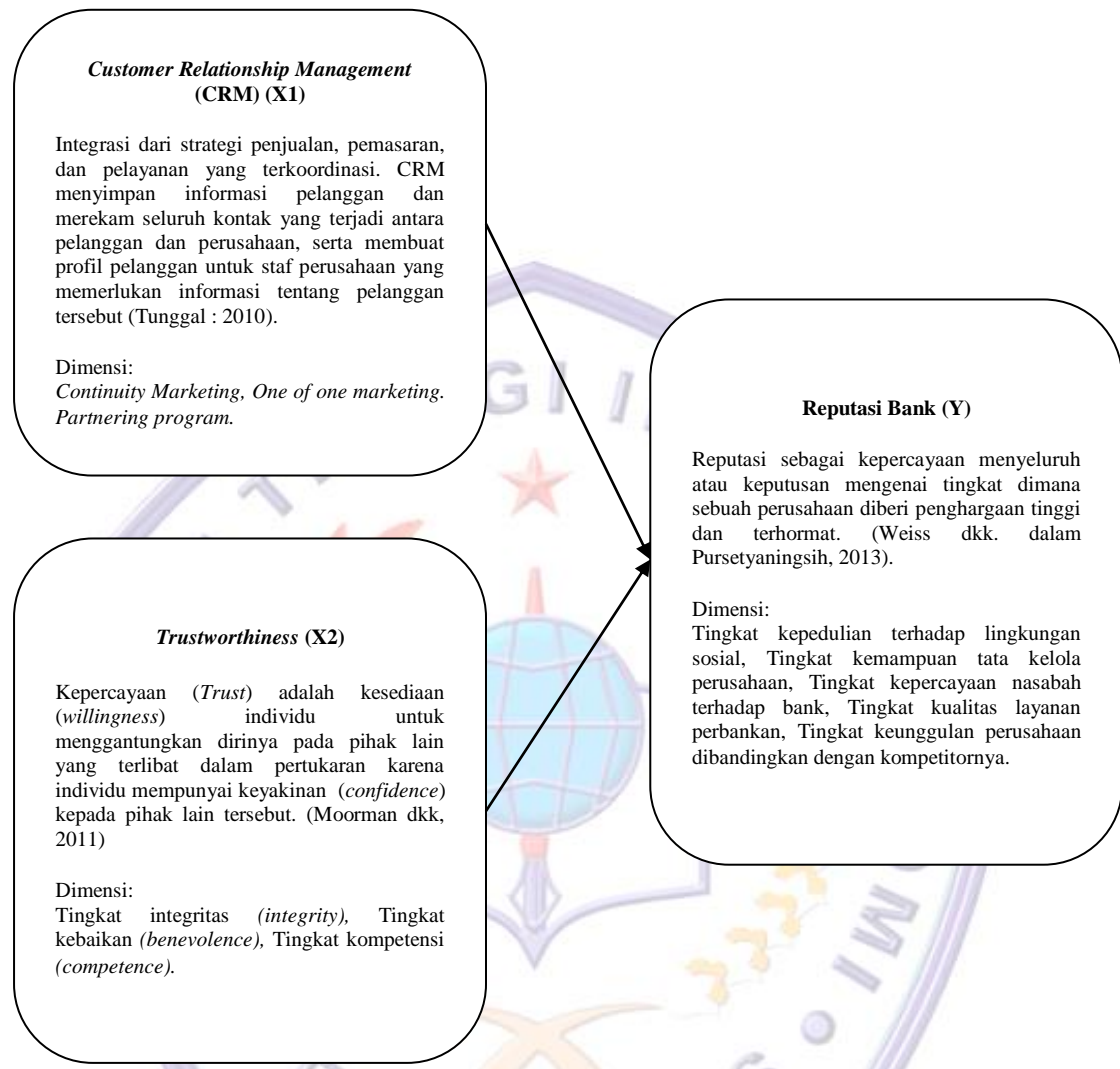 Customer Relationship Management
(CRM) (X1)
Integrasi dari strategi penjualan, pemasaran,
dan pelayanan yang terkoordinasi. CRM
menyimpan informasi pelanggan dan
merekam seluruh kontak yang terjadi antara
pelanggan dan perusahaan, serta membuat
profil pelanggan untuk staf perusahaan yang
memerlukan informasi tentang pelanggan
tersebut (Tunggal : 2010).
Dimensi:
Continuity Marketing, One of one marketing.
Partnering program.
Trustworthiness (X2)
Kepercayaan (Trust) adalah kesediaan
(willingness) individu untuk
menggantungkan dirinya pada pihak lain
yang terlibat dalam pertukaran karena
individu mempunyai keyakinan (confidence)
kepada pihak lain tersebut. (Moorman dkk,
2011)
Dimensi:
Tingkat integritas (integrity), Tingkat
kebaikan (benevolence), Tingkat kompetensi
(competence).
Reputasi Bank (Y)
Reputasi sebagai kepercayaan menyeluruh
atau keputusan mengenai tingkat dimana
sebuah perusahaan diberi penghargaan tinggi
dan terhormat. (Weiss dkk. dalam
Pursetyaningsih, 2013).
Dimensi:
Tingkat kepedulian terhadap lingkungan
sosial, Tingkat kemampuan tata kelola
perusahaan, Tingkat kepercayaan nasabah
terhadap bank, Tingkat kualitas layanan
perbankan, Tingkat keunggulan perusahaan
dibandingkan dengan kompetitornya.